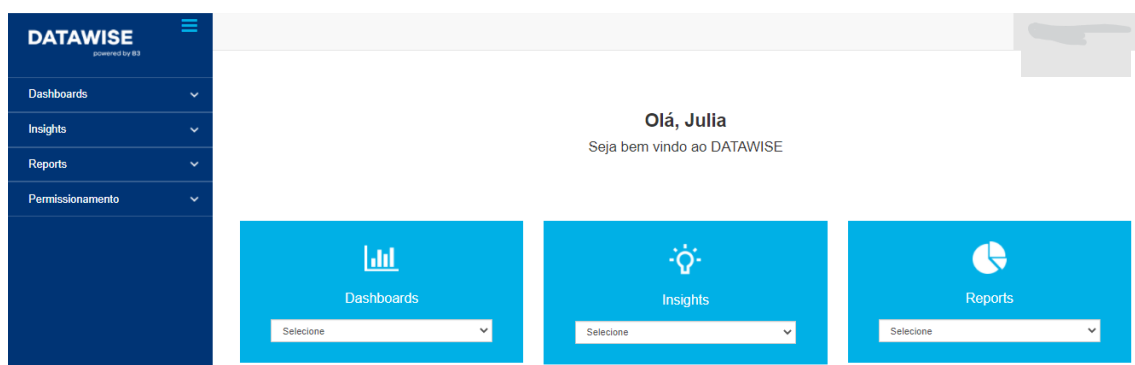 DATAWISE
powered by B3
Dashboards
Insights
Reports
Permissionamento
Olá, Julia
Seja bem vindo ao DATAWISE
Dashboards
Selecione
Insights
Selecione
Reports
Selecione